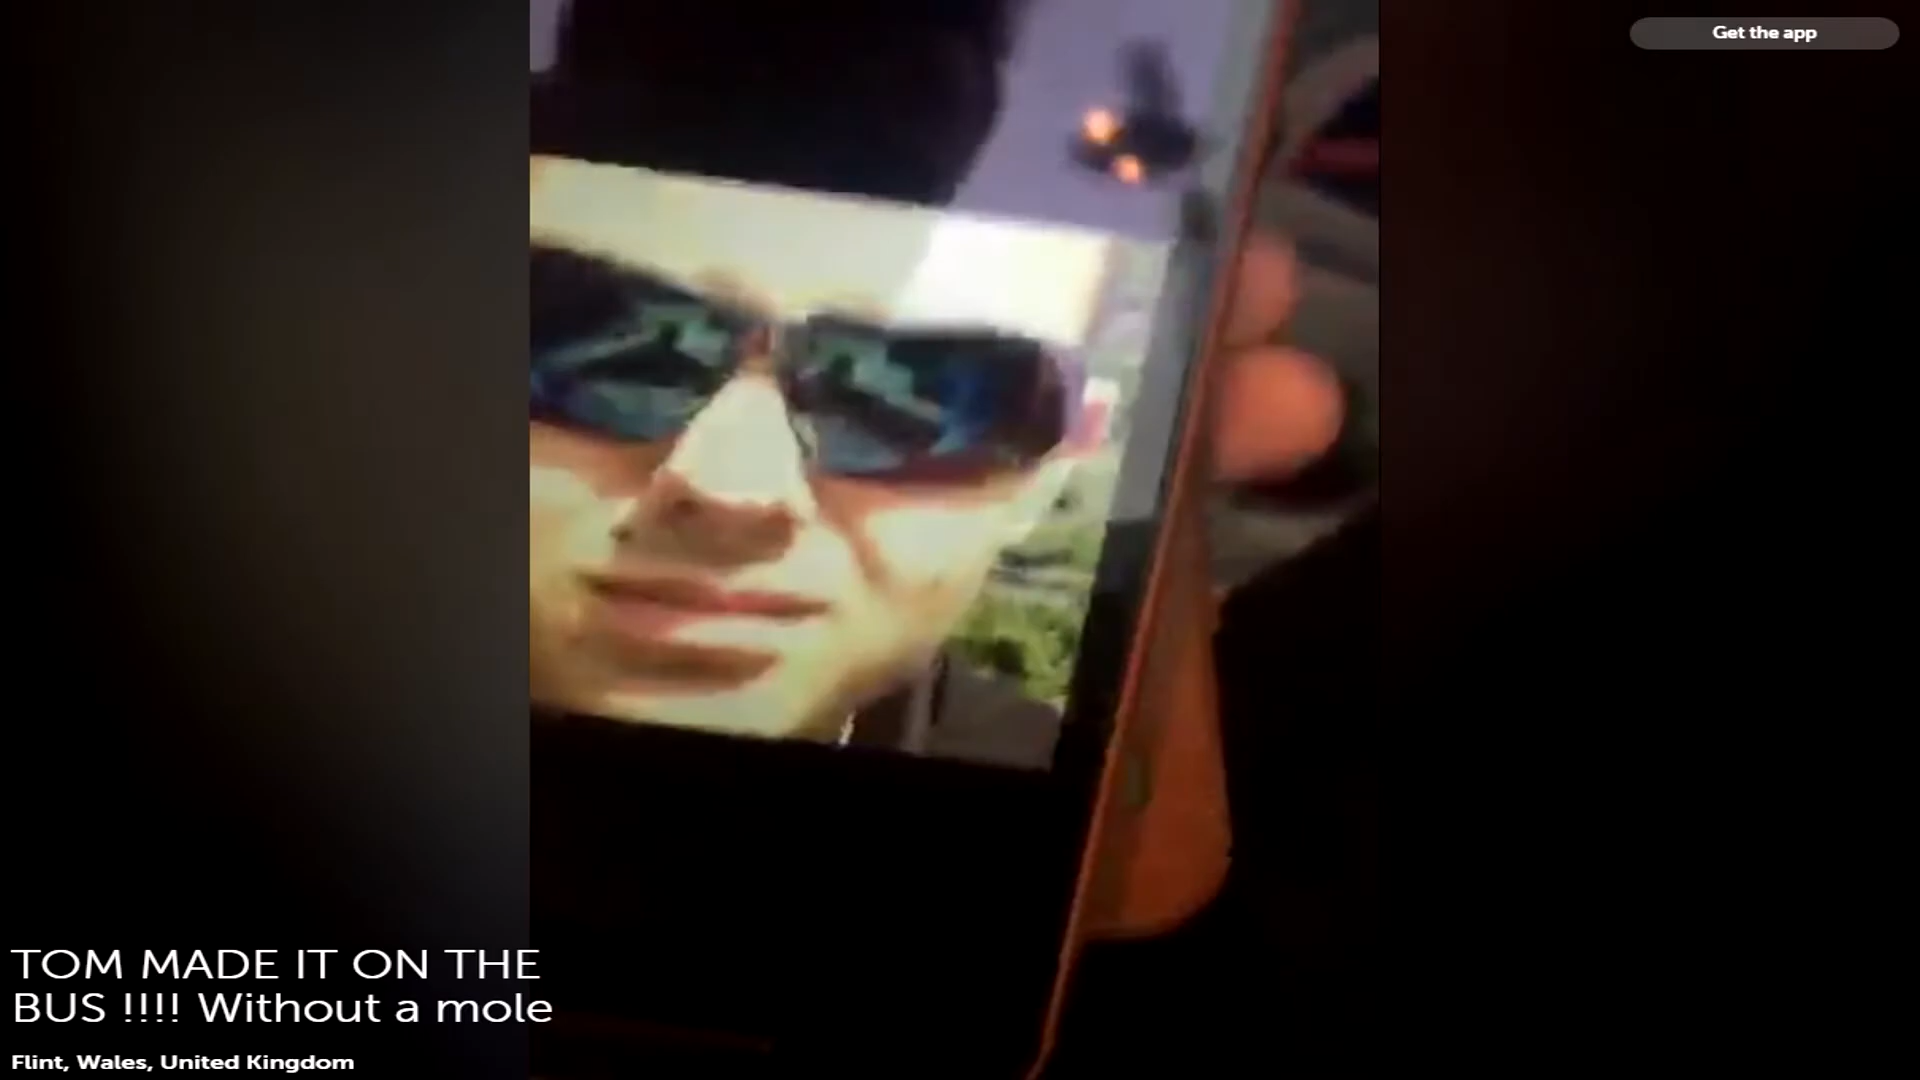 Get the app
TOM MADE IT ON THE
BUS !!!! Without a mole
Flint, Wales, United Kingdom